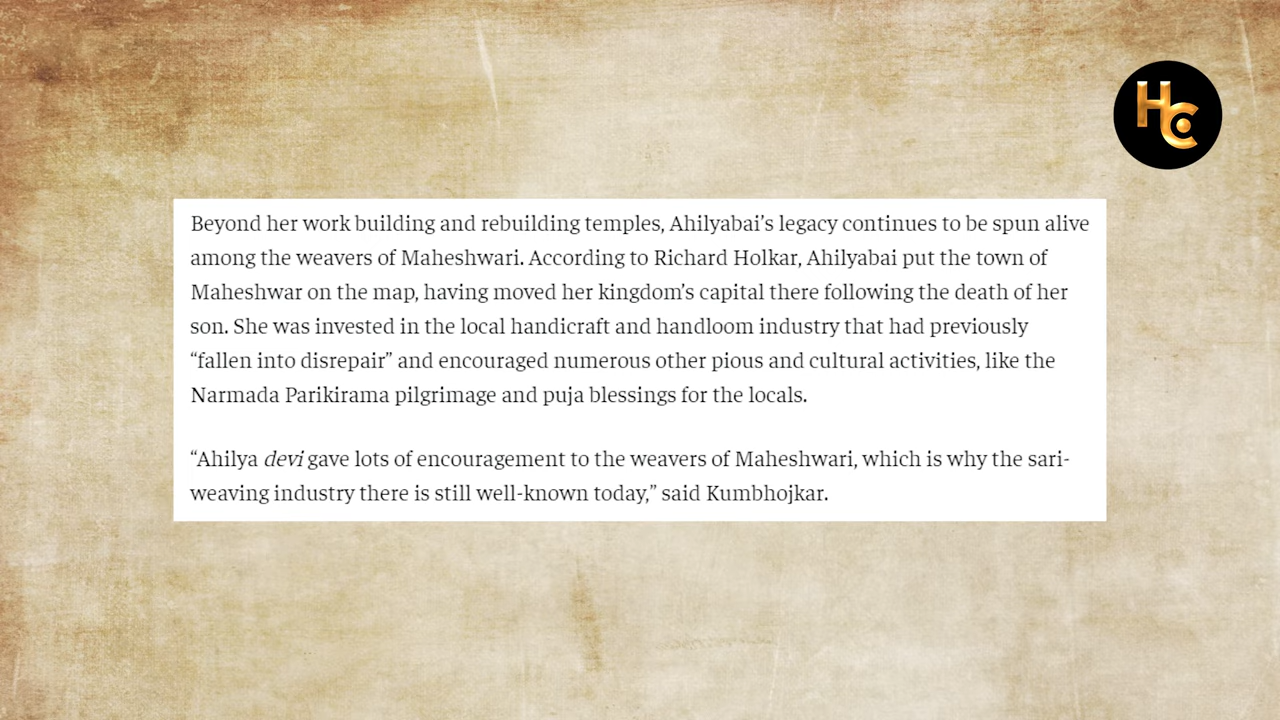 HC
Beyond her work building and rebuilding temples, Ahilyabai’s legacy continues to be spun alive
among the weavers of Maheshwari. According to Richard Holkar, Ahilyabai put the town of
Maheshwar on the map, having moved her kingdom’s capital there following the death of her
son. She was invested in the local handicraft and handloom industry that had previously
“fallen into disrepair” and encouraged numerous other pious and cultural activities, like the
Narmada Parikirama pilgrimage and puja blessings for the locals.
“Ahilya devi gave lots of encouragement to the weavers of Maheshwari, which is why the sari-
weaving industry there is still well-known today,” said Kumbhojkar.